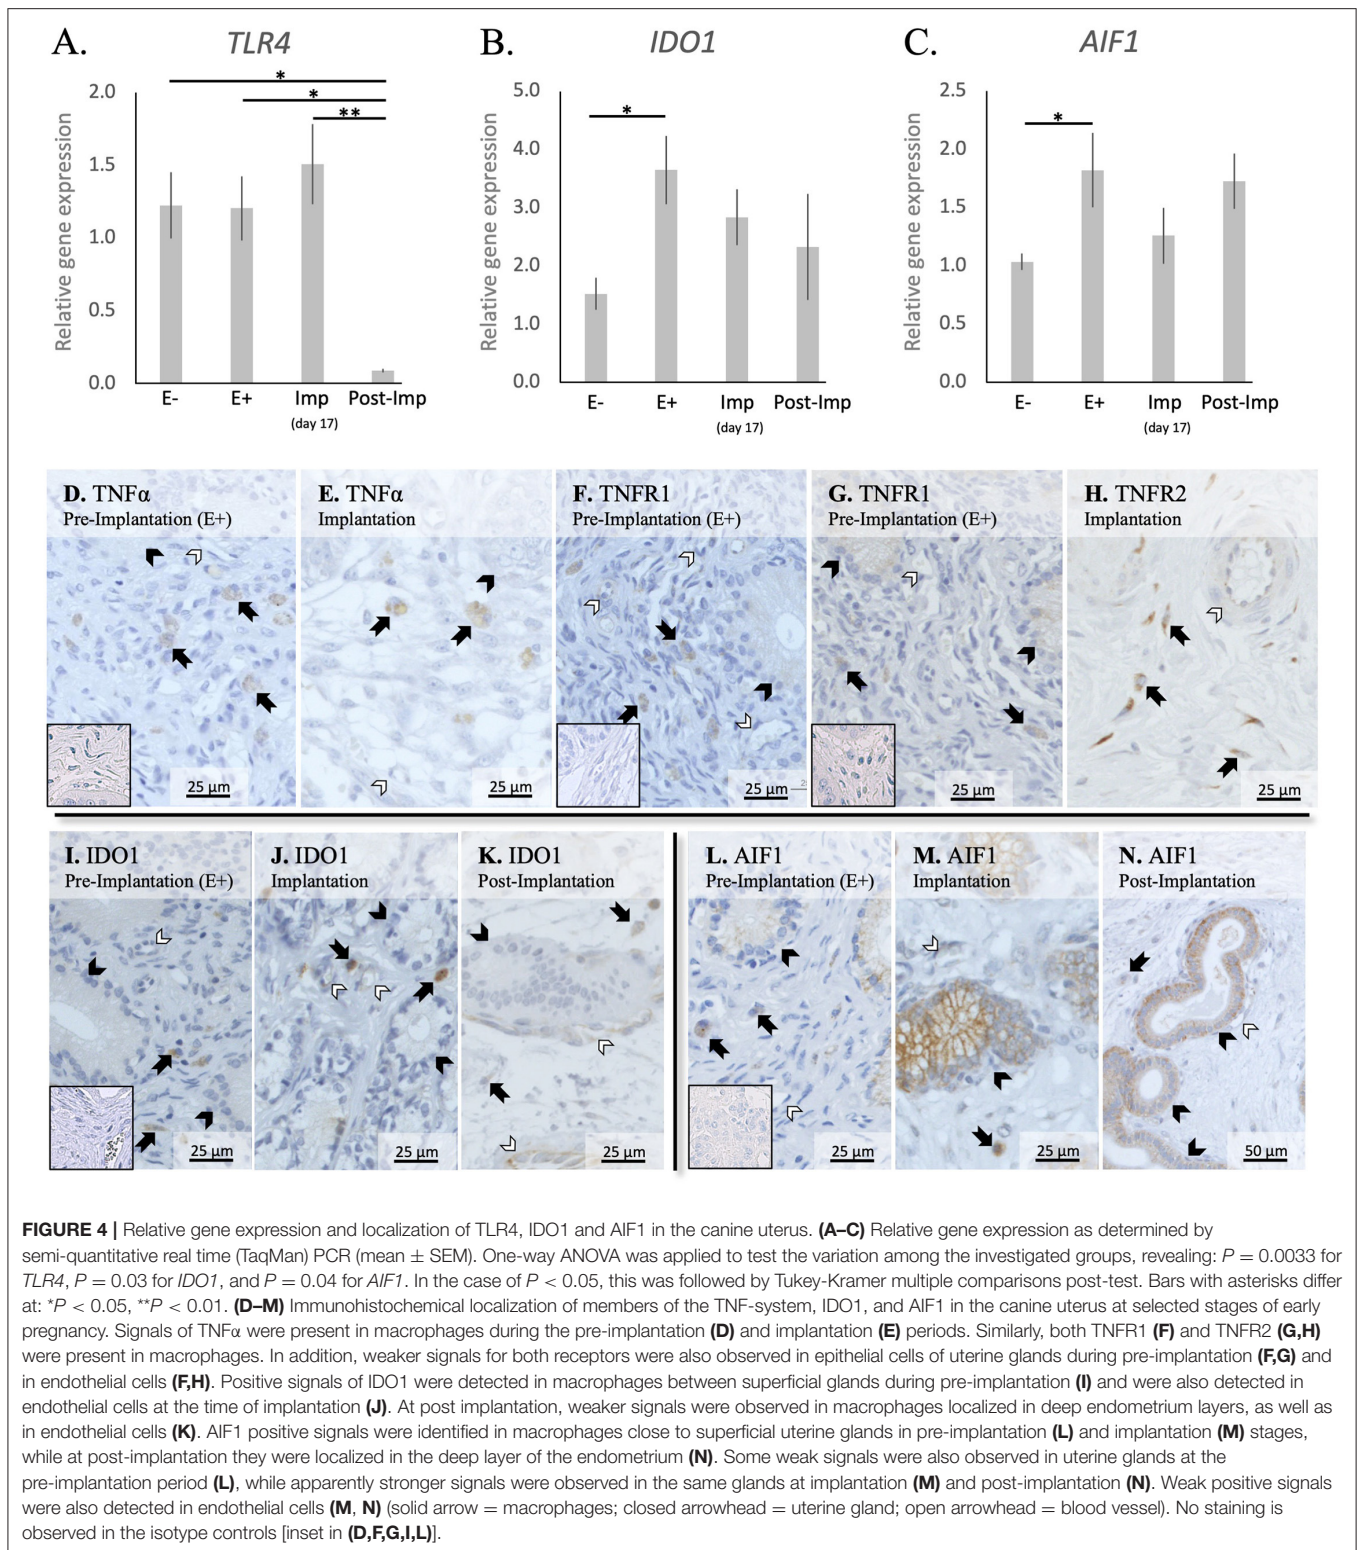 A. TLR4
* 
*
**
Relative gene expression
2.0
1.5
1.0
0.5
0.0
E- E+ Imp Post-Imp
(day 17)
B. IDO1
*
Relative gene expression
5.0
4.0
3.0
2.0
1.0
0.0
E- E+ Imp Post-Imp
(day 17)
C. AIF1
*
Relative gene expression
2.5
2.0
1.5
1.0
0.5
0.0
E- E+ Imp Post-Imp
(day 17)
D. TNFα
Pre-Implantation (E+)
25 μm
E. TNFα
Implantation
25 μm
F. TNFR1
Pre-Implantation (E+)
25 μm
G. TNFR1
Pre-Implantation (E+)
25 μm
H. TNFR2
Implantation
25 μm
I. IDO1
Pre-Implantation (E+)
25 μm
J. IDO1
Implantation
25 μm
K. IDO1
Post-Implantation
25 μm
L. AIF1
Pre-Implantation (E+)
25 μm
M. AIF1
Implantation
25 μm
N. AIF1
Post-Implantation
50 μm
FIGURE 4 | Relative gene expression and localization of TLR4, IDO1 and AIF1 in the canine uterus. (A–C) Relative gene expression as determined by
semi-quantitative real time (TaqMan) PCR (mean ± SEM). One-way ANOVA was applied to test the variation among the investigated groups, revealing: P = 0.0033 for
TLR4, P = 0.03 for IDO1, and P = 0.04 for AIF1. In the case of P < 0.05, this was followed by Tukey-Kramer multiple comparisons post-test. Bars with asterisks differ
at: *P < 0.05, **P < 0.01. (D–M) Immunohistochemical localization of members of the TNF-system, IDO1, and AIF1 in the canine uterus at selected stages of early
pregnancy. Signals of TNFα were present in macrophages during the pre-implantation (D) and implantation (E) periods. Similarly, both TNFR1 (F) and TNFR2 (G,H)
were present in macrophages. In addition, weaker signals for both receptors were also observed in epithelial cells of uterine glands during pre-implantation (F,G) and
in endothelial cells (F,H). Positive signals of IDO1 were detected in macrophages between superficial glands during pre-implantation (I) and were also detected in
endothelial cells at the time of implantation (J). At post implantation, weaker signals were observed in macrophages localized in deep endometrium layers, as well as
in endothelial cells (K). AIF1 positive signals were identified in macrophages close to superficial uterine glands in pre-implantation (L) and implantation (M) stages,
while at post-implantation they were localized in the deep layer of the endometrium (N). Some weak signals were also observed in uterine glands at the
pre-implantation period (L), while apparently stronger signals were observed in the same glands at implantation (M) and post-implantation (N). Weak positive signals
were also detected in endothelial cells (M, N) (solid arrow = macrophages; closed arrowhead = uterine gland; open arrowhead = blood vessel). No staining is
observed in the isotype controls [inset in (D,F,G,I,L)].